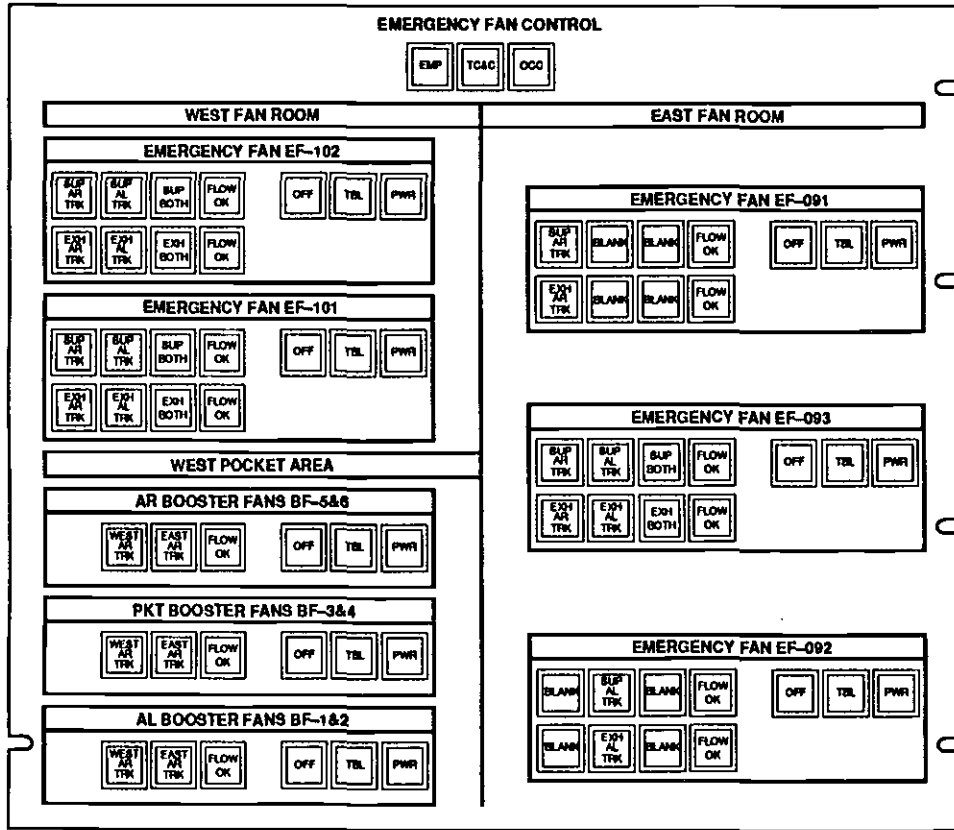 EMERGENCY FAN CONTROL
EMP TC&C OCC
WEST FAN ROOM
EMERGENCY FAN EF-102
SUP AR TRK SUP AL TRK SUP BOTH FLOW OK OFF TBL PWR
EXH AR TRK EXH AL TRK EXH BOTH FLOW OK
EMERGENCY FAN EF-101
SUP AR TRK SUP AL TRK SUP BOTH FLOW OK OFF TBL PWR
EXH AR TRK EXH AL TRK EXH BOTH FLOW OK
WEST POCKET AREA
AR BOOSTER FANS BF-5&6
WEST AR TRK EAST AR TRK FLOW OK OFF TBL PWR
PKT BOOSTER FANS BF-3&4
WEST AR TRK EAST AR TRK FLOW OK OFF TBL PWR
AL BOOSTER FANS BF-1&2
WEST AR TRK EAST AR TRK FLOW OK OFF TBL PWR
EAST FAN ROOM
EMERGENCY FAN EF-091
SUP AR TRK BLANK BLANK FLOW OK OFF TBL PWR
EXH AR TRK BLANK BLANK FLOW OK
EMERGENCY FAN EF-093
SUP AR TRK SUP AL TRK SUP BOTH FLOW OK OFF TBL PWR
EXH AR TRK EXH AL TRK EXH BOTH FLOW OK
EMERGENCY FAN EF-092
BLANK SUP AL TRK BLANK FLOW OK OFF TBL PWR
BLANK EXH AL TRK BLANK FLOW OK